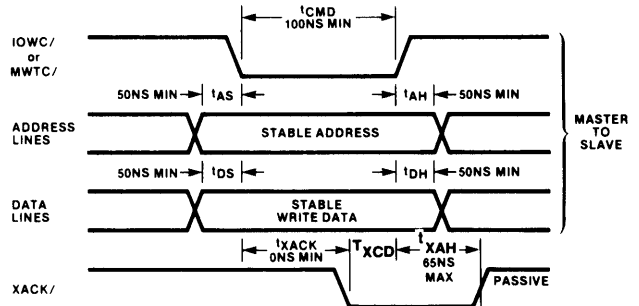 tCMD
100NS MIN
IOWC/
or
MWTC/
50NS MIN tAS tAH 50NS MIN
ADDRESS
LINES
STABLE ADDRESS
MASTER
TO
SLAVE
50NS MIN tDS tDH 50NS MIN
DATA
LINES
STABLE
WRITE DATA
tXACK
0NS MIN
TXCD
tXAH
65NS
MAX
XACK/
PASSIVE